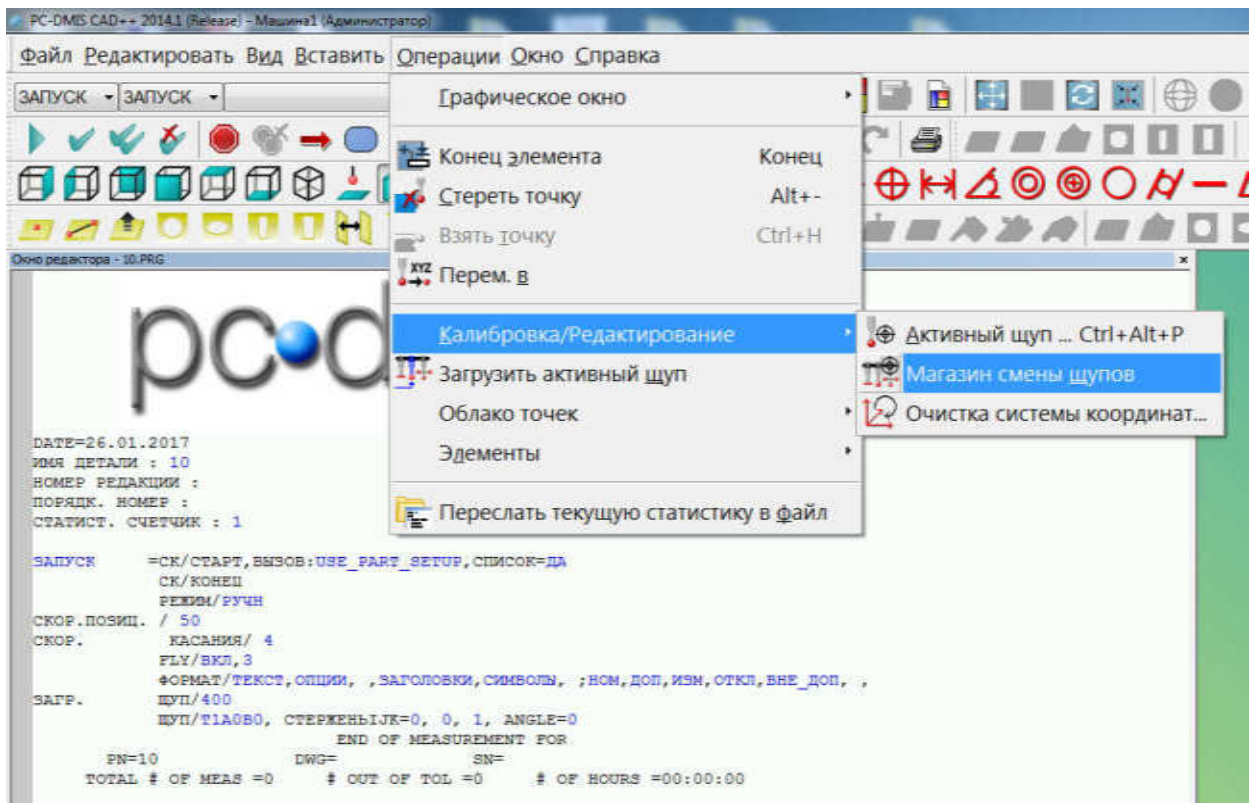 PC-DMIS CAD++ 2014.1 (Release) - Машина1 (Администратор)
Файл Редактировать Вид Вставить Операции Окно Справка
ЗАПУСК ЗАПУСК
Графическое окно
Конец элемента Конец
Стереть точку Alt+-
Взять точку Ctrl+H
XYZ Перем. в
Калибровка/Редактирование
Загрузить активный щуп
Облако точек
Элементы
Переслать текущую статистику в файл
Активный щуп ... Ctrl+Alt+P
Магазин смены щупов
Очистка системы координат...
Окно редактора - 10.PRG
pc d
DATE=26.01.2017
ИМЯ ДЕТАЛИ : 10
НОМЕР РЕДАКЦИИ :
ПОРЯДК. НОМЕР :
СТАТИСТ. СЧЕТЧИК : 1
ЗАПУСК =СК/СТАРТ,ВЫЗОВ:USE_PART_SETUP,СПИСОК=ДА
СК/КОНЕЦ
РЕЖИМ/РУЧН
СКОР.ПОЗИЦ. / 50
СКОР. КАСАНИЯ/ 4
FLY/ВКЛ,3
ФОРМАТ/ТЕКСТ,ОПЦИИ, ,ЗАГОЛОВКИ,СИМВОЛЫ, ;НОМ,ДОП,ИЗМ,ОТКЛ,ВНЕ_ДОП, ,
ЗАГР. ЩУП/400
ЩУП/T1A0B0, СТЕРЖЕНЬIJK=0, 0, 1, ANGLE=0
END OF MEASUREMENT FOR
PN=10 DWG= SN=
TOTAL # OF MEAS =0 # OUT OF TOL =0 # OF HOURS =00:00:00